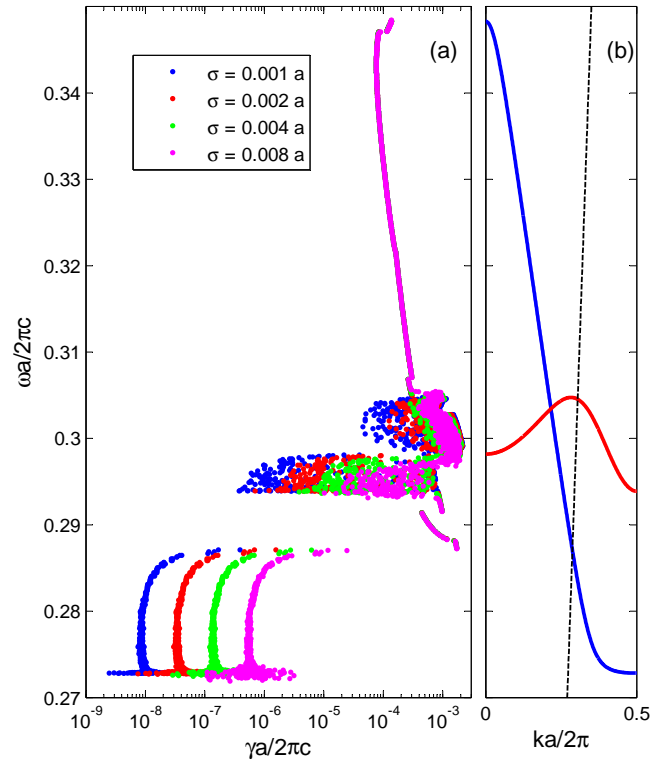 (a)
(b)
σ = 0.001 a
σ = 0.002 a
σ = 0.004 a
σ = 0.008 a
0.34
0.33
0.32
0.31
0.3
0.29
0.28
0.27
ωa/2πc
10⁻⁹ 10⁻⁸ 10⁻⁷ 10⁻⁶ 10⁻⁵ 10⁻⁴ 10⁻³
γa/2πc
0 0.5
ka/2π